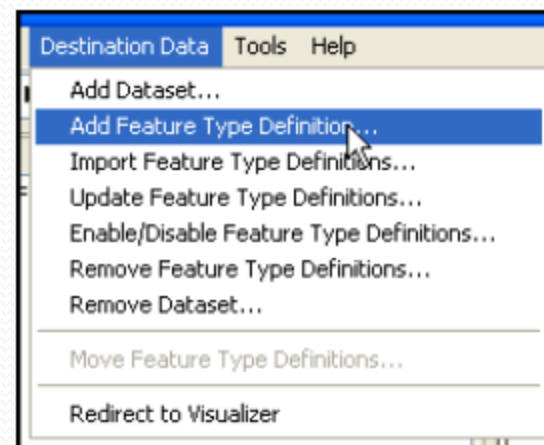 Destination Data Tools Help
Add Dataset...
Add Feature Type Definition...
Import Feature Type Definitions...
Update Feature Type Definitions...
Enable/Disable Feature Type Definitions...
Remove Feature Type Definitions...
Remove Dataset...
Move Feature Type Definitions...
Redirect to Visualizer